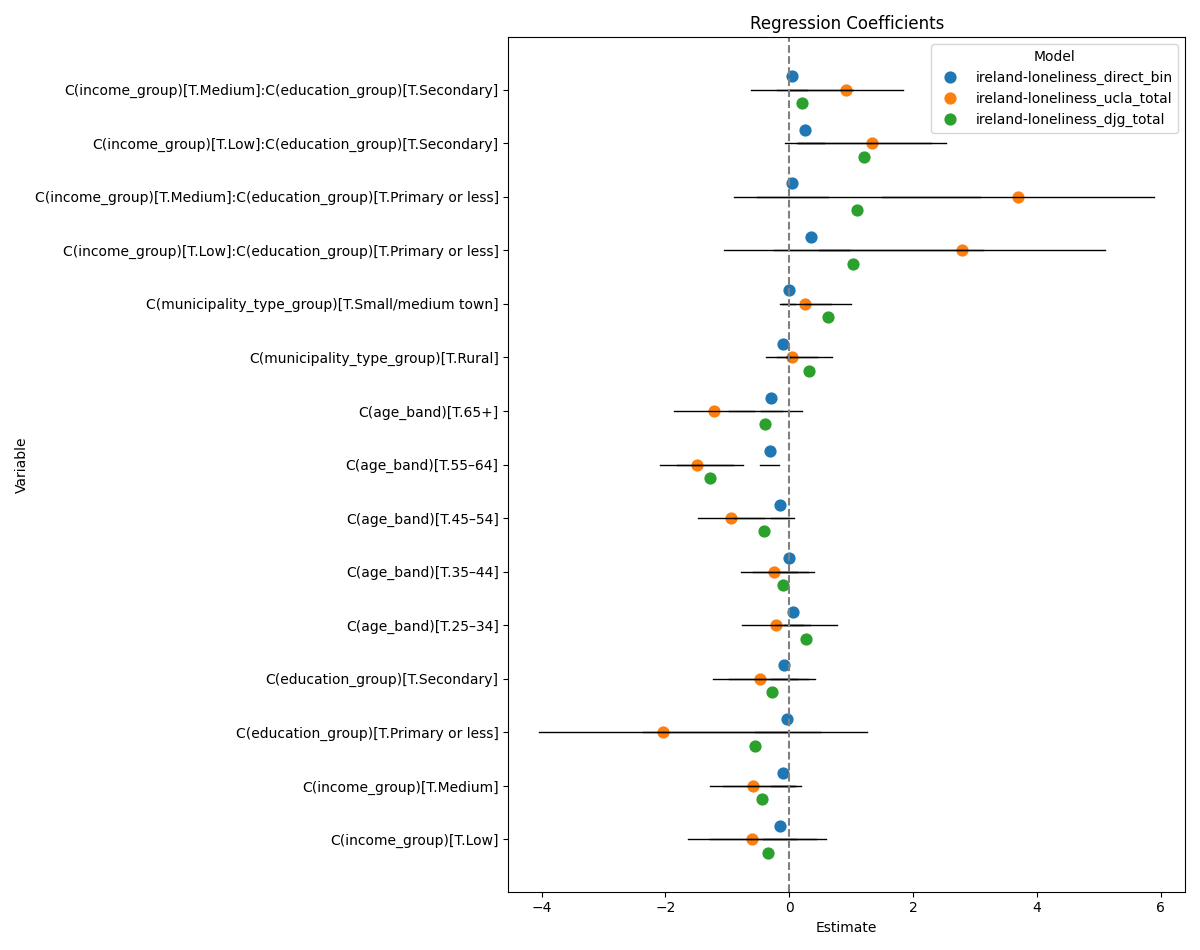 Regression Coefficients
Model
ireland-loneliness_direct_bin
ireland-loneliness_ucla_total
ireland-loneliness_djg_total
C(income_group)[T.Medium]:C(education_group)[T.Secondary]
C(income_group)[T.Low]:C(education_group)[T.Secondary]
C(income_group)[T.Medium]:C(education_group)[T.Primary or less]
C(income_group)[T.Low]:C(education_group)[T.Primary or less]
C(municipality_type_group)[T.Small/medium town]
C(municipality_type_group)[T.Rural]
C(age_band)[T.65+]
C(age_band)[T.55–64]
C(age_band)[T.45–54]
C(age_band)[T.35–44]
C(age_band)[T.25–34]
C(education_group)[T.Secondary]
C(education_group)[T.Primary or less]
C(income_group)[T.Medium]
C(income_group)[T.Low]
Variable
−4 −2 0 2 4 6
Estimate